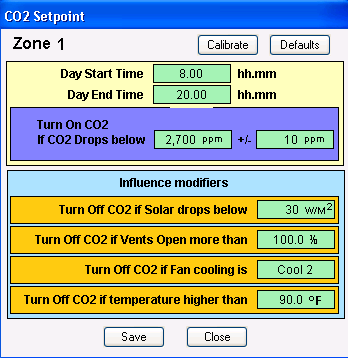 CO2 Setpoint
Zone 1 Calibrate Defaults
Day Start Time 8.00 hh.mm
Day End Time 20.00 hh.mm
Turn On CO2
If CO2 Drops below 2,700 ppm +/- 10 ppm
Influence modifiers
Turn Off CO2 if Solar drops below 30 W/M2
Turn Off CO2 if Vents Open more than 100.0 %
Turn Off CO2 if Fan cooling is Cool 2
Turn Off CO2 if temperature higher than 90.0 °F
Save Close